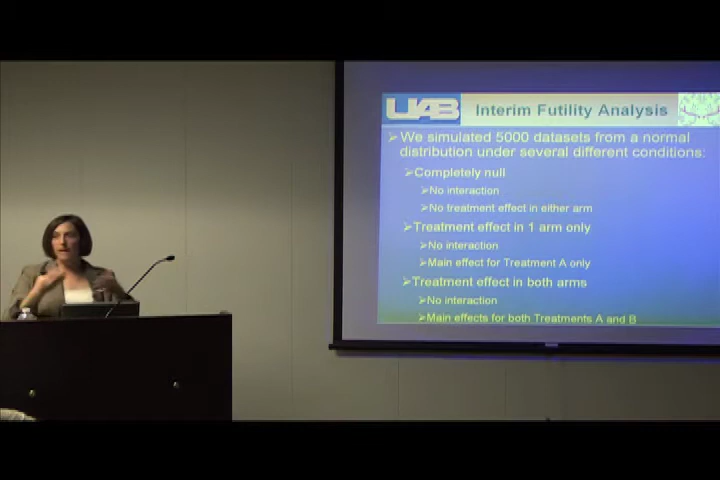 UAB
Interim Futility Analysis
➢We simulated 5000 datasets from a normal
distribution under several different conditions:
➢Completely null
➢No interaction
➢No treatment effect in either arm
➢Treatment effect in 1 arm only
➢No interaction
➢Main effect for Treatment A only
➢Treatment effect in both arms
➢No interaction
➢Main effects for both Treatments A and B